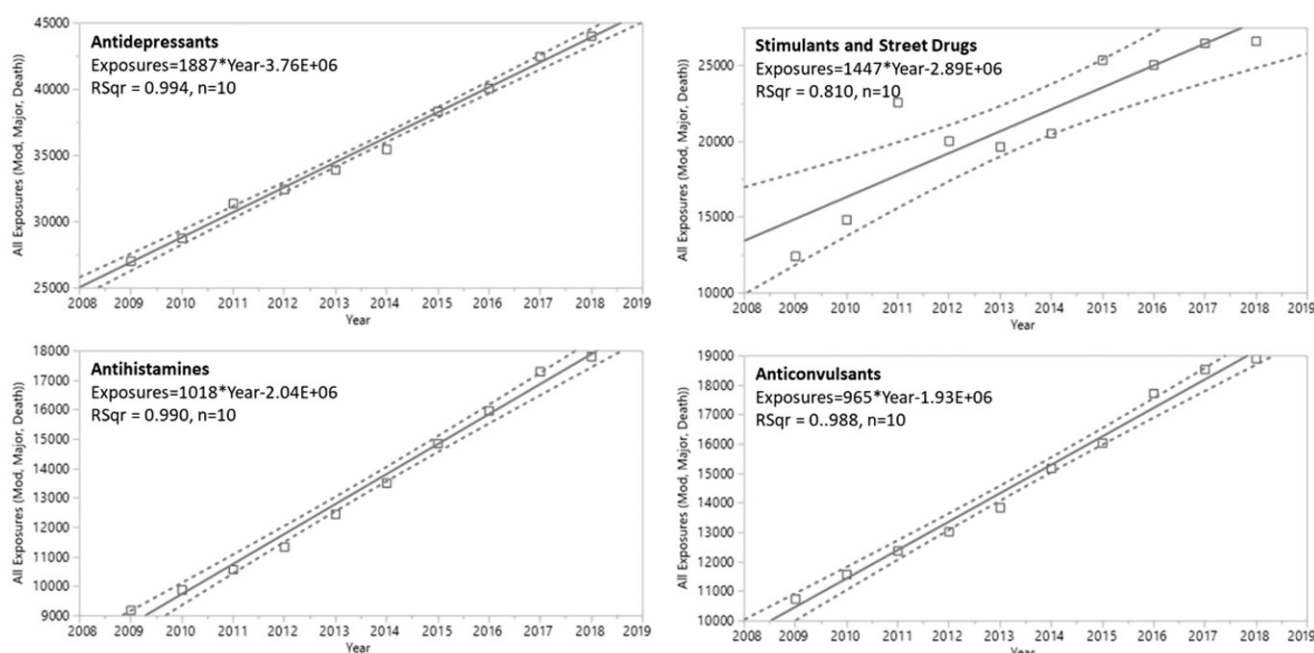 Antidepressants
Exposures=1887*Year-3.76E+06
RSqr = 0.994, n=10
All Exposures (Mod, Major, Death))
45000
40000
35000
30000
25000
2008 2009 2010 2011 2012 2013 2014 2015 2016 2017 2018 2019
Year
Stimulants and Street Drugs
Exposures=1447*Year-2.89E+06
RSqr = 0.810, n=10
All Exposures (Mod, Major, Death))
25000
20000
15000
10000
2008 2009 2010 2011 2012 2013 2014 2015 2016 2017 2018 2019
Year
Antihistamines
Exposures=1018*Year-2.04E+06
RSqr = 0.990, n=10
All Exposures (Mod, Major, Death))
18000
17000
16000
15000
14000
13000
12000
11000
10000
9000
2008 2009 2010 2011 2012 2013 2014 2015 2016 2017 2018 2019
Year
Anticonvulsants
Exposures=965*Year-1.93E+06
RSqr = 0..988, n=10
All Exposures (Mod, Major, Death))
19000
18000
17000
16000
15000
14000
13000
12000
11000
10000
2008 2009 2010 2011 2012 2013 2014 2015 2016 2017 2018 2019
Year